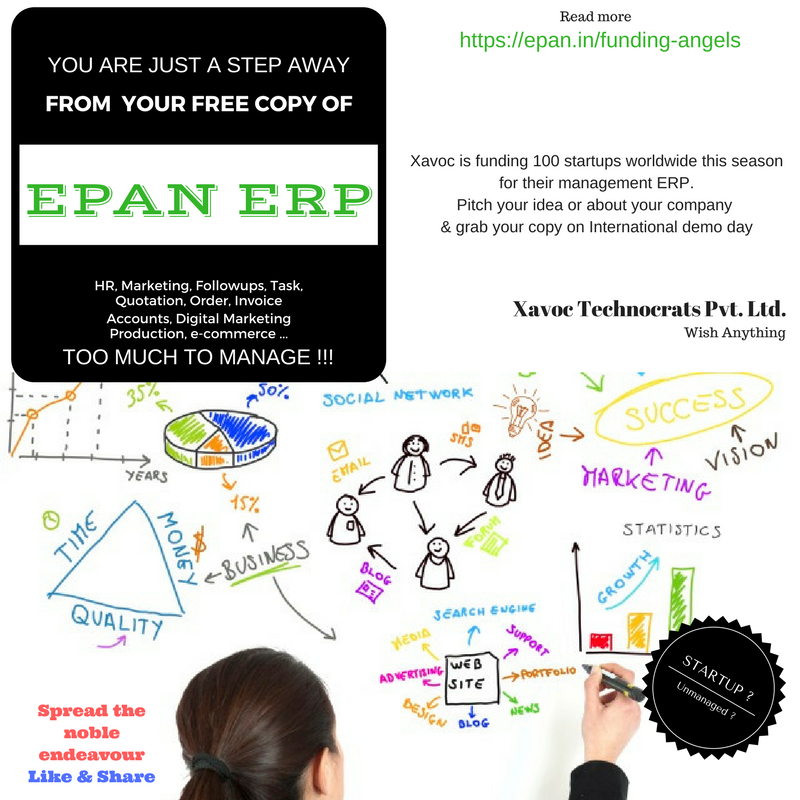 YOU ARE JUST A STEP AWAY
FROM YOUR FREE COPY OF
EPAN ERP
HR, Marketing, Followups, Task,
Quotation, Order, Invoice
Accounts, Digital Marketing
Production, e-commerce ...
TOO MUCH TO MANAGE !!!
Read more
https://epan.in/funding-angels
Xavoc is funding 100 startups worldwide this season
for their management ERP.
Pitch your idea or about your company
& grab your copy on International demo day
Xavoc Technocrats Pvt. Ltd.
Wish Anything
35%
50%
15%
YEARS
SOCIAL NETWORK
EMAIL
SMS
FORUM
BLOG
IDEA
SUCCESS
MARKETING
VISION
TIME
MONEY
$
QUALITY
BUSINESS
STATISTICS
GROWTH
SEARCH ENGINE
MEDIA
SUPPORT
ADVERTISING
WEB
SITE
PORTFOLIO
DESIGN
BLOG
NEWS
STARTUP ?
Unmanaged ?
Spread the
noble
endeavour
Like & Share